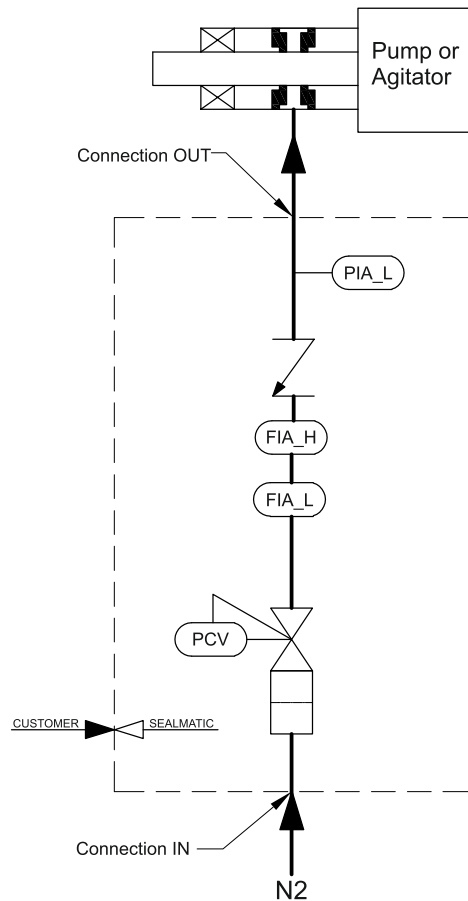 Pump or
Agitator
Connection OUT
PIA_L
FIA_H
FIA_L
PCV
CUSTOMER
SEALMATIC
Connection IN
N2